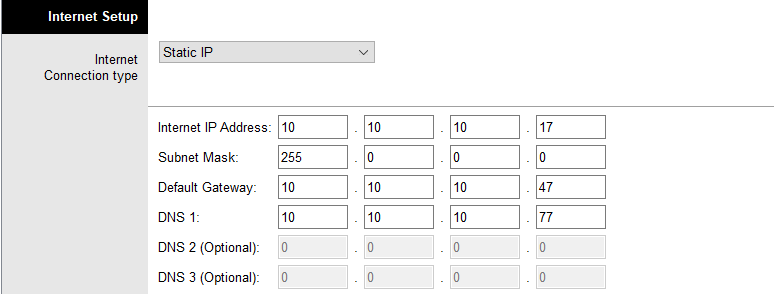 Internet Setup
Internet
Connection type
Static IP
Internet IP Address: 10 . 10 . 10 . 17
Subnet Mask: 255 . 0 . 0 . 0
Default Gateway: 10 . 10 . 10 . 47
DNS 1: 10 . 10 . 10 . 77
DNS 2 (Optional): 0 . 0 . 0 . 0
DNS 3 (Optional): 0 . 0 . 0 . 0